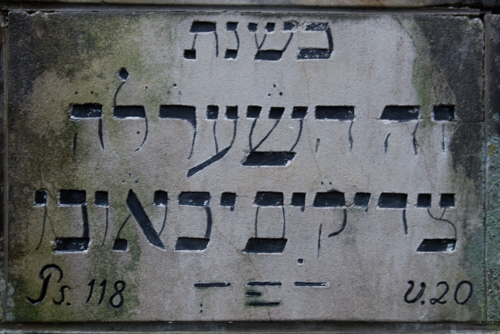 בשנת
זה השער לה
צדיקים יבאו בו
Ps. 118 – E – V. 20